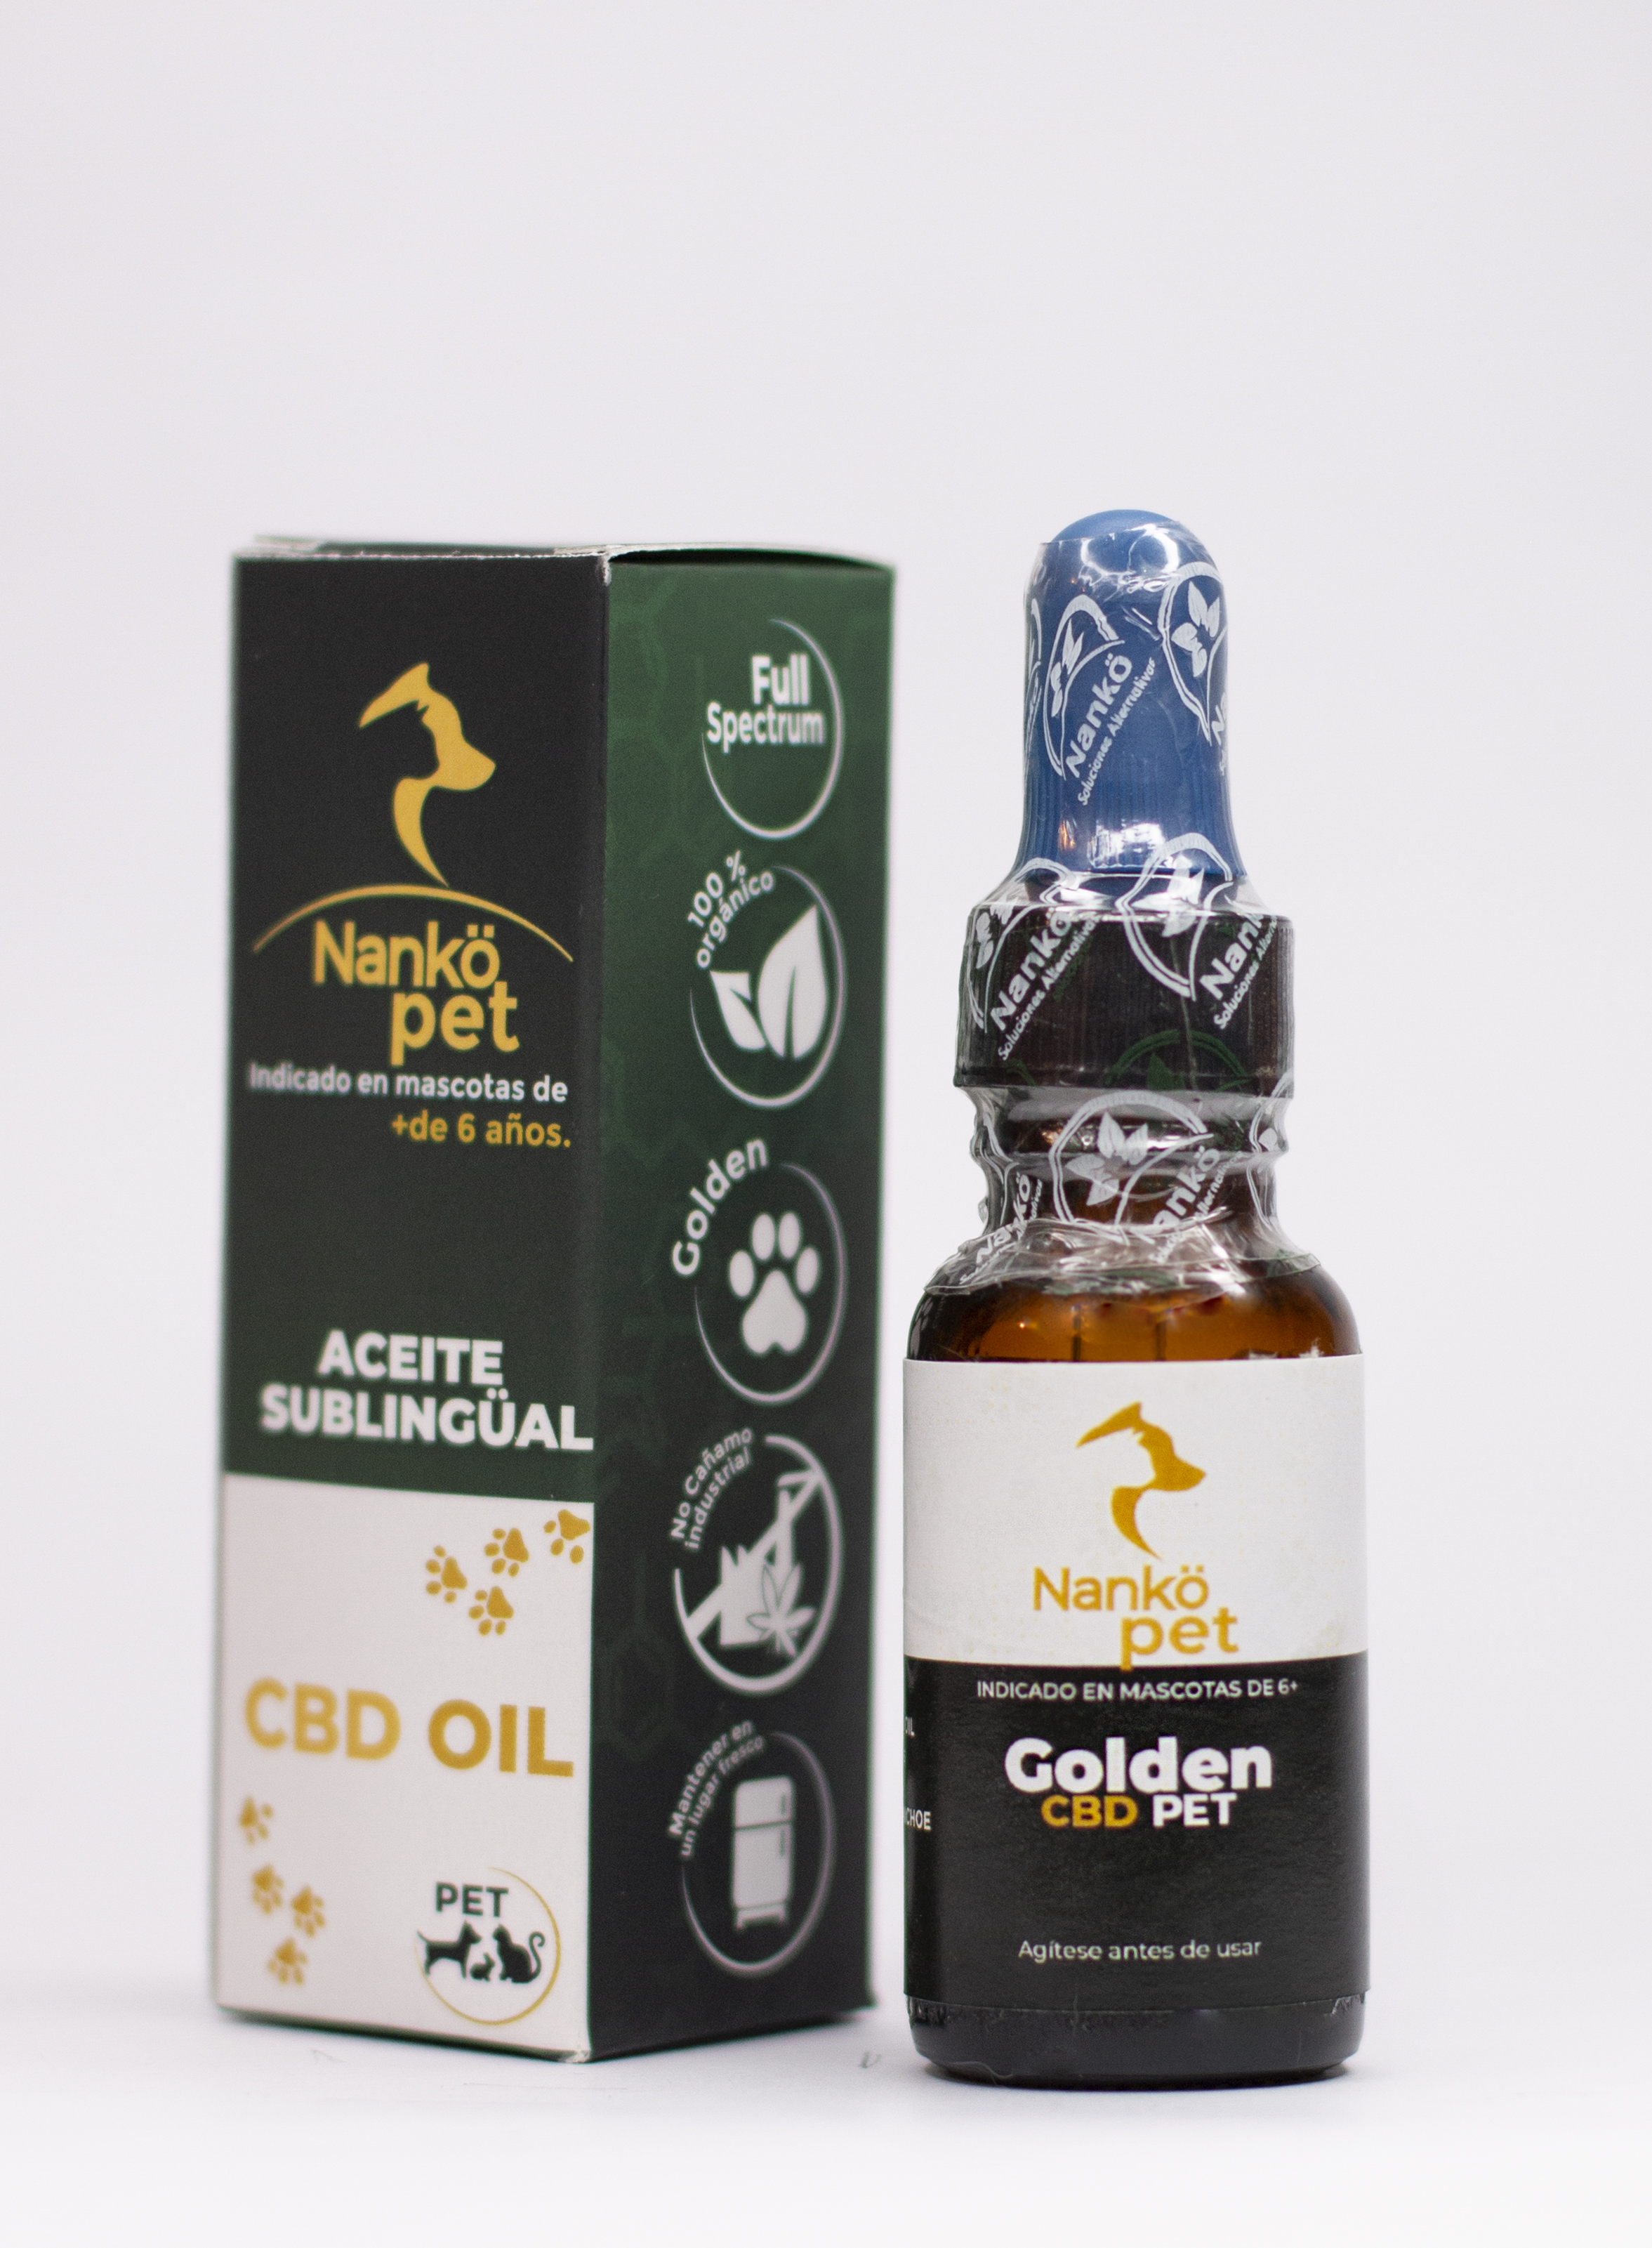 Nankö
pet
Indicado en mascotas de
+de 6 años.
ACEITE
SUBLINGÜAL
CBD OIL
PET
Full
Spectrum
100 %
orgánico
Golden
No Cañamo
industrial
Mantener en
un lugar fresco
Nankö
Soluciones Alternativas
Nankö
Soluciones Alternativas
Nankö
pet
INDICADO EN MASCOTAS DE 6+
Golden
CBD PET
Agítese antes de usar